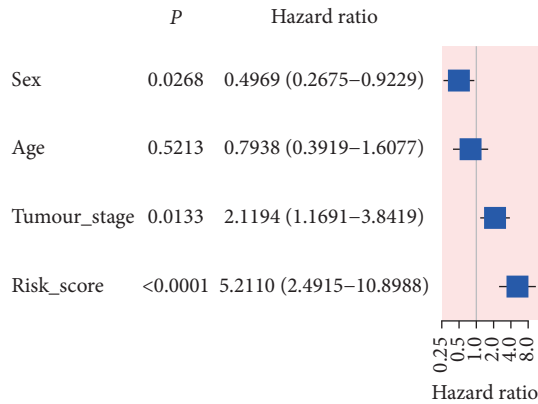 P Hazard ratio
Sex 0.0268 0.4969 (0.2675−0.9229)
Age 0.5213 0.7938 (0.3919−1.6077)
Tumour_stage 0.0133 2.1194 (1.1691−3.8419)
Risk_score <0.0001 5.2110 (2.4915−10.8988)
0.25 0.5 1.0 2.0 4.0 8.0
Hazard ratio